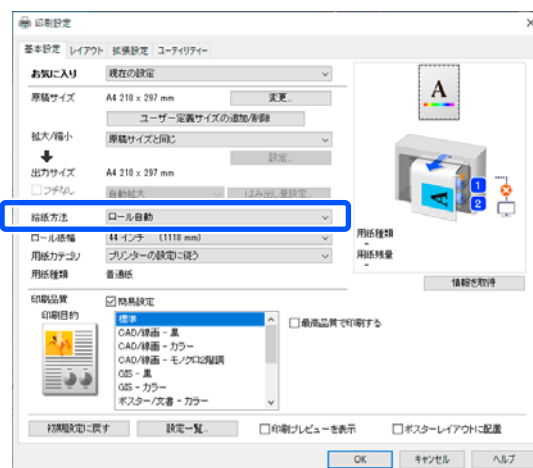 印刷設定
基本設定 レイアウト 拡張設定 ユーティリティー
お気に入り 現在の設定
原稿サイズ A4 210 x 297 mm 変更...
ユーザー定義サイズの追加/削除
拡大/縮小 原稿サイズと同じ
設定...
出力サイズ A4 210 x 297 mm
フチなし 自動拡大 はみ出し量設定...
給紙方法 ロール自動
ロール紙幅 44 インチ (1118 mm)
用紙カテゴリ プリンターの設定に従う
用紙種類 普通紙
A
A
1
2
用紙種類
-
用紙残量
-
情報を取得
印刷品質 簡易設定
印刷目的
標準
CAD/線画 - 黒
CAD/線画 - カラー
CAD/線画 - モノクロ2階調
GIS - 黒
GIS - カラー
ポスター/文書 - カラー
最高品質で印刷する
初期設定に戻す 設定一覧... 印刷プレビューを表示 ポスターレイアウトに配置
OK キャンセル ヘルプ